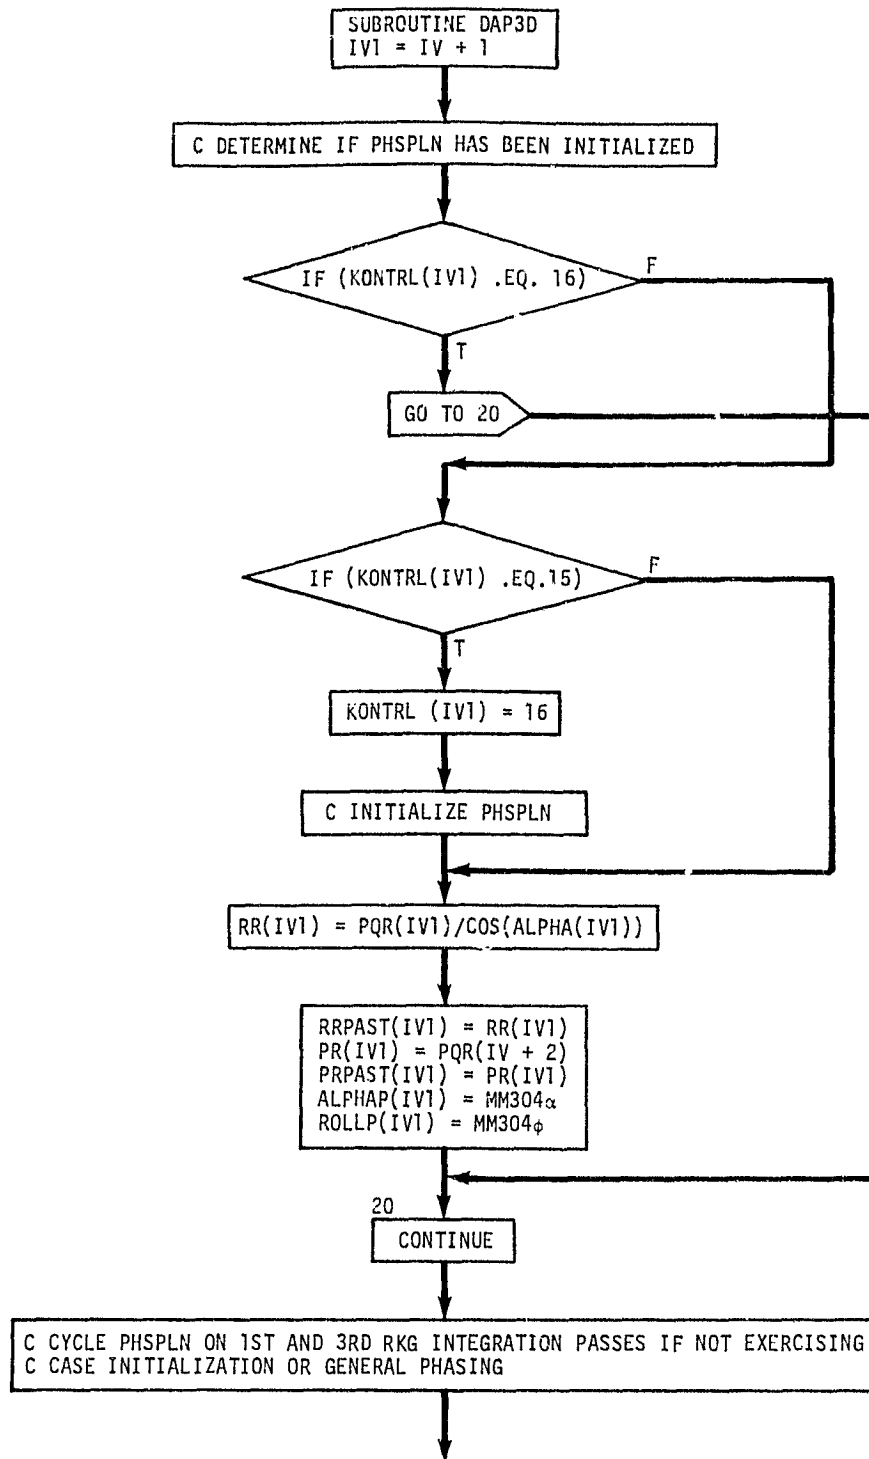 SUBROUTINE DAP3D
IV1 = IV + 1
C DETERMINE IF PHSPLN HAS BEEN INITIALIZED
IF (KONTRL(IV1) .EQ. 16)
F
T
GO TO 20
IF (KONTRL(IV1) .EQ.15)
F
T
KONTRL (IV1) = 16
C INITIALIZE PHSPLN
RR(IV1) = PQR(IV1)/COS(ALPHA(IV1))
RRPAST(IV1) = RR(IV1)
PR(IV1) = PQR(IV + 2)
PRPAST(IV1) = PR(IV1)
ALPHAP(IV1) = MM304α
ROLLP(IV1) = MM304φ
20
CONTINUE
C CYCLE PHSPLN ON 1ST AND 3RD RKG INTEGRATION PASSES IF NOT EXERCISING
C CASE INITIALIZATION OR GENERAL PHASING